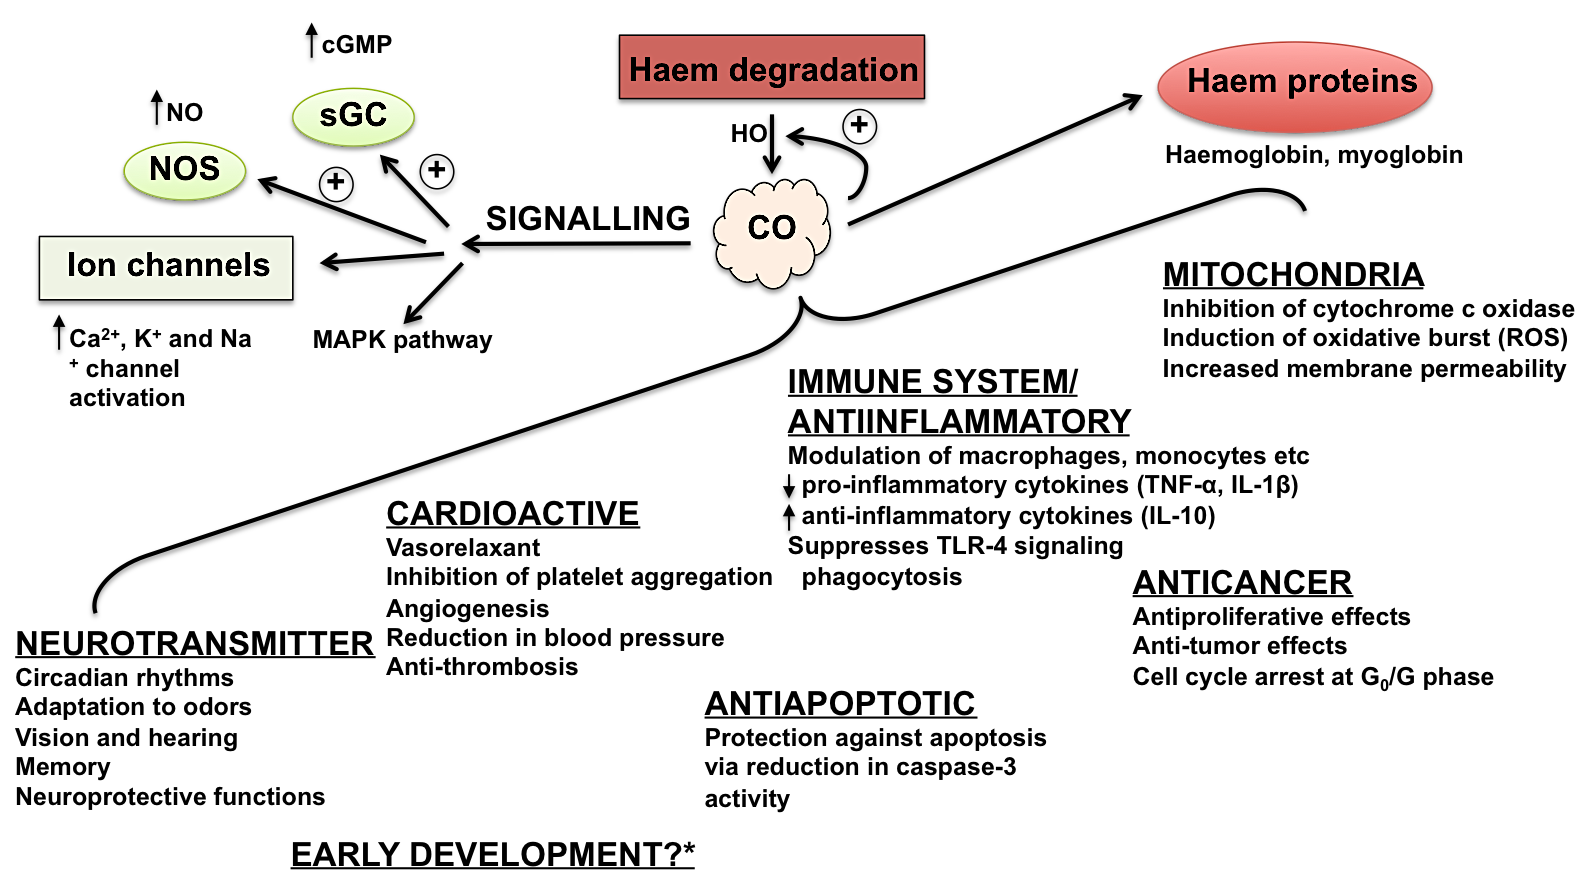 cGMP
sGC
+
NO
NOS
+
Haem degradation
HO
+
CO
SIGNALLING
Haem proteins
Haemoglobin, myoglobin
Ion channels
Ca²⁺, K⁺ and Na
⁺ channel
activation
MAPK pathway
MITOCHONDRIA
Inhibition of cytochrome c oxidase
Induction of oxidative burst (ROS)
Increased membrane permeability
IMMUNE SYSTEM/
ANTIINFLAMMATORY
Modulation of macrophages, monocytes etc
pro-inflammatory cytokines (TNF-α, IL-1β)
anti-inflammatory cytokines (IL-10)
Suppresses TLR-4 signaling
phagocytosis
CARDIOACTIVE
Vasorelaxant
Inhibition of platelet aggregation
Angiogenesis
Reduction in blood pressure
Anti-thrombosis
ANTICANCER
Antiproliferative effects
Anti-tumor effects
Cell cycle arrest at G₀/G phase
NEUROTRANSMITTER
Circadian rhythms
Adaptation to odors
Vision and hearing
Memory
Neuroprotective functions
ANTIAPOPTOTIC
Protection against apoptosis
via reduction in caspase-3
activity
EARLY DEVELOPMENT?*